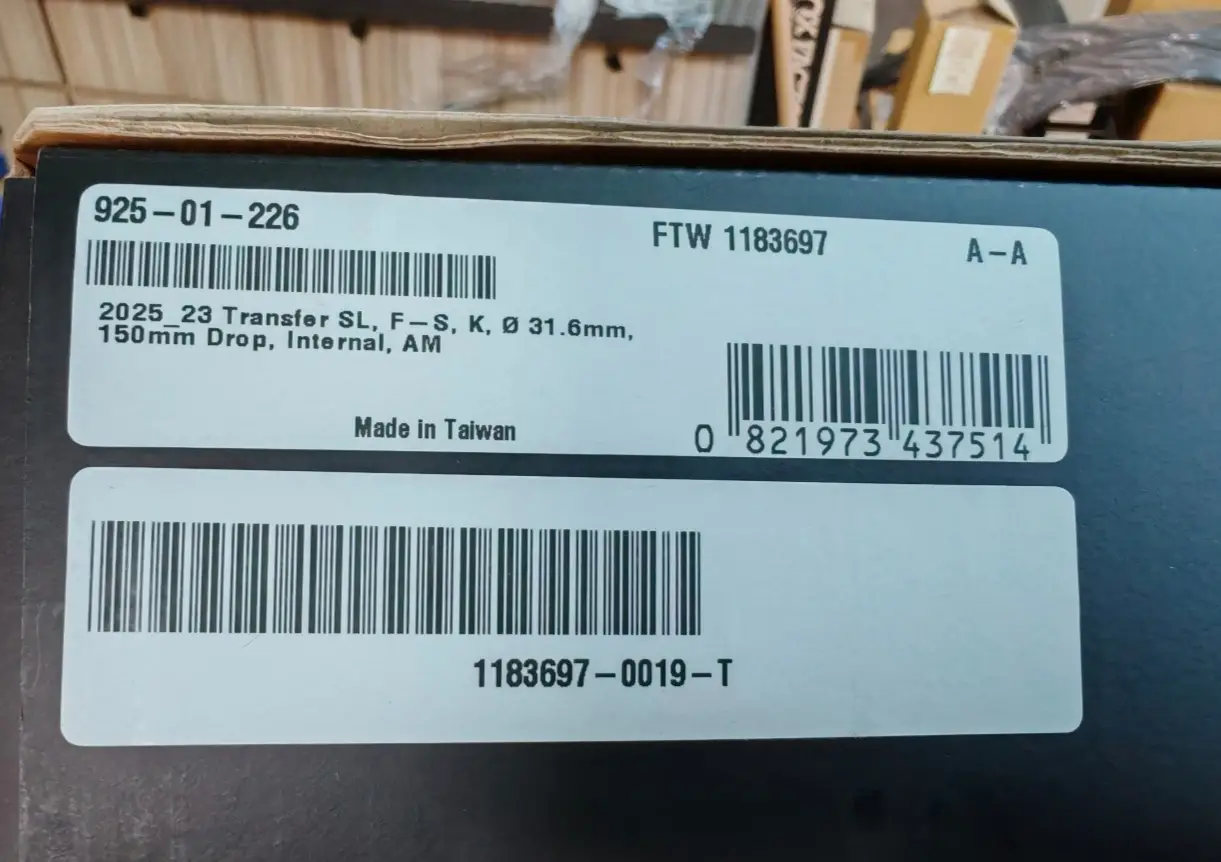 925-01-226
FTW 1183697
A-A
2025_23 Transfer SL, F-S, K, Ø 31.6mm,
150mm Drop, Internal, AM
Made in Taiwan
0 821973 437514
1183697-0019-T